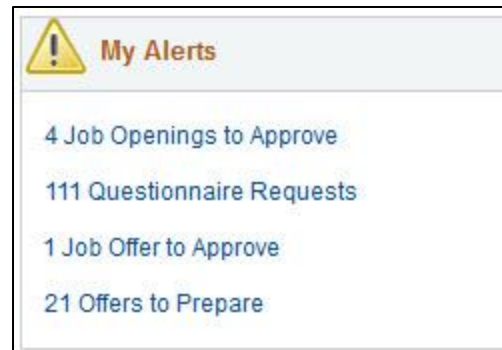 My Alerts
4 Job Openings to Approve
111 Questionnaire Requests
1 Job Offer to Approve
21 Offers to Prepare